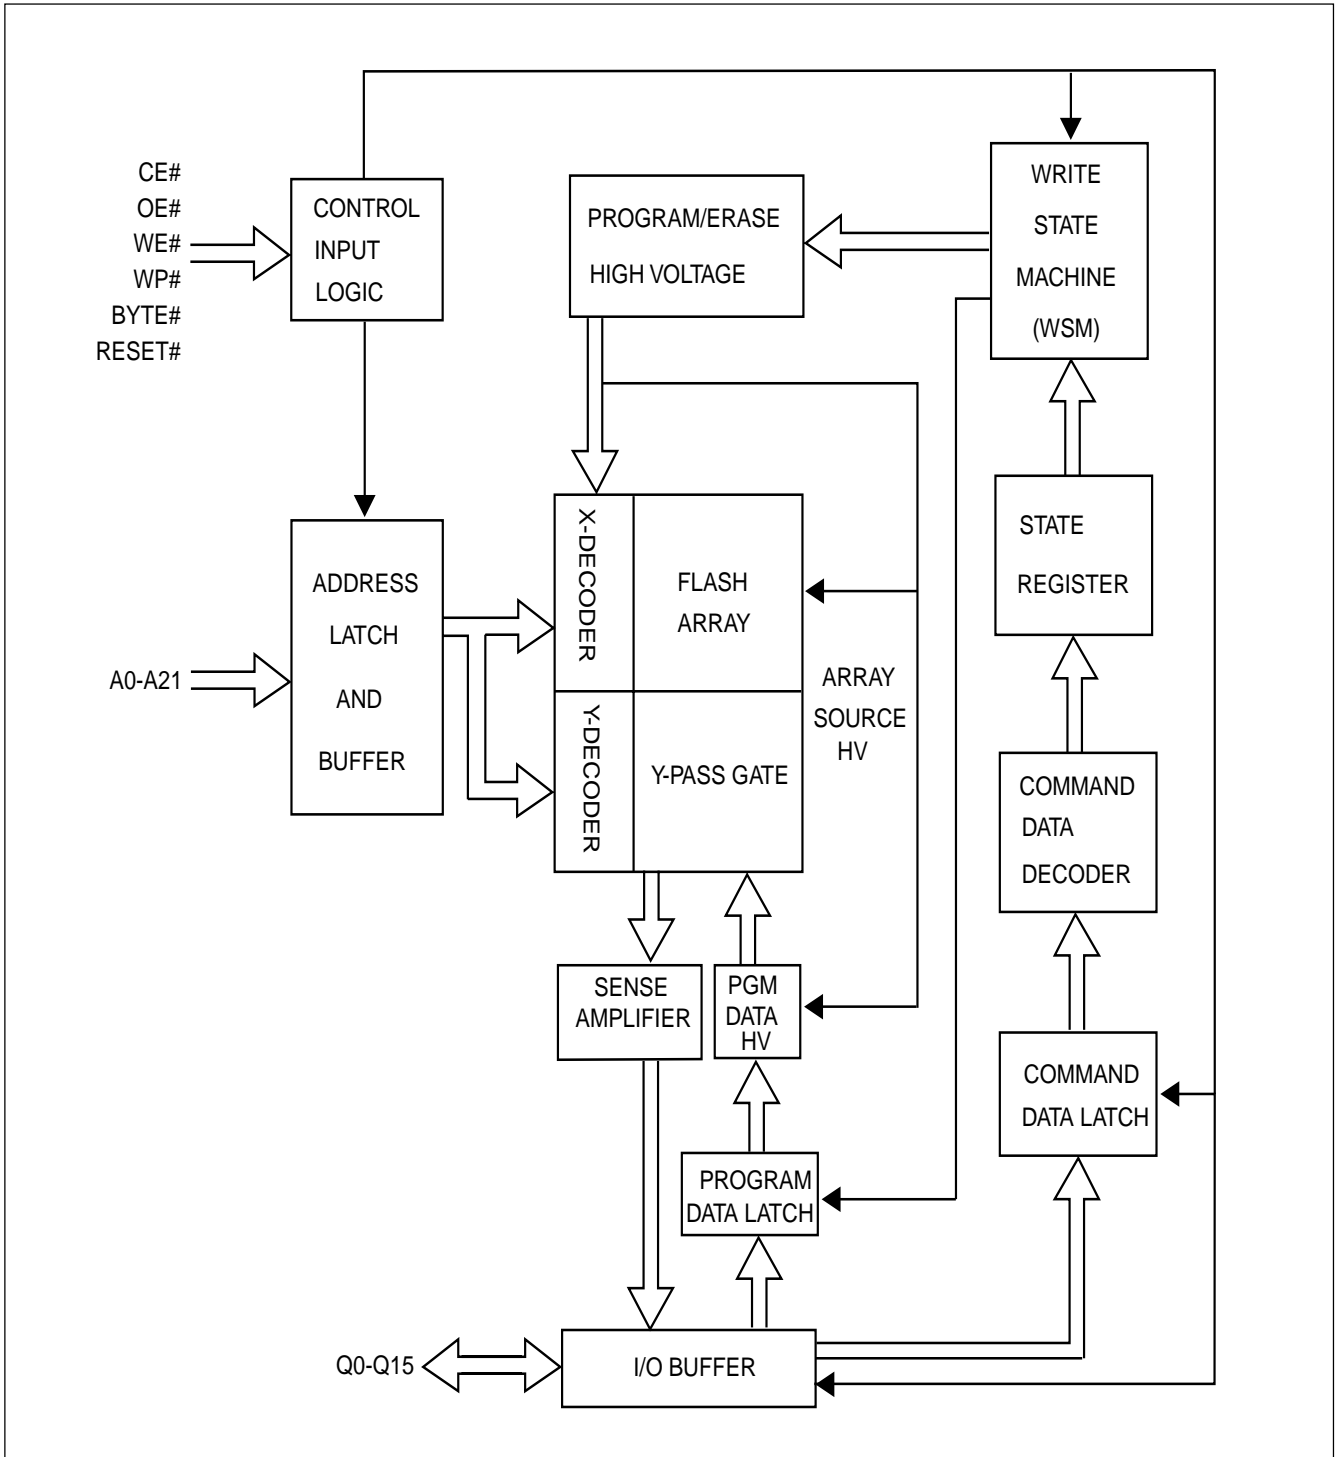 CE#
OE#
WE#
WP#
BYTE#
RESET#
CONTROL
INPUT
LOGIC
PROGRAM/ERASE
HIGH VOLTAGE
WRITE
STATE
MACHINE
(WSM)
STATE
REGISTER
A0-A21
ADDRESS
LATCH
AND
BUFFER
X-DECODER
FLASH
ARRAY
Y-DECODER
Y-PASS GATE
ARRAY
SOURCE
HV
COMMAND
DATA
DECODER
SENSE
AMPLIFIER
PGM
DATA
HV
COMMAND
DATA LATCH
PROGRAM
DATA LATCH
Q0-Q15
I/O BUFFER